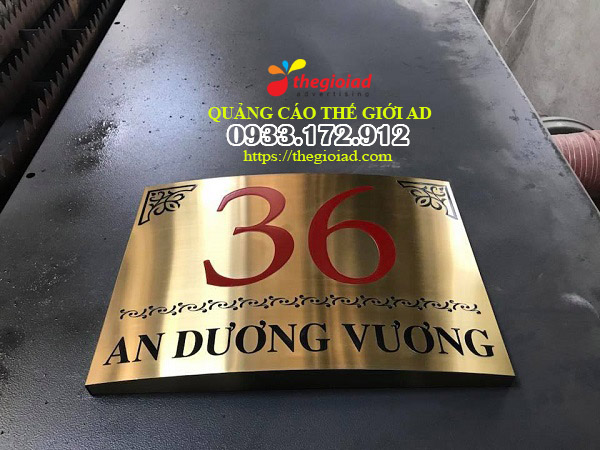 thegioiad
advertising
QUẢNG CÁO THẾ GIỚI AD
0933.172.912
https://thegioiad.com
36
AN DƯƠNG VƯƠNG